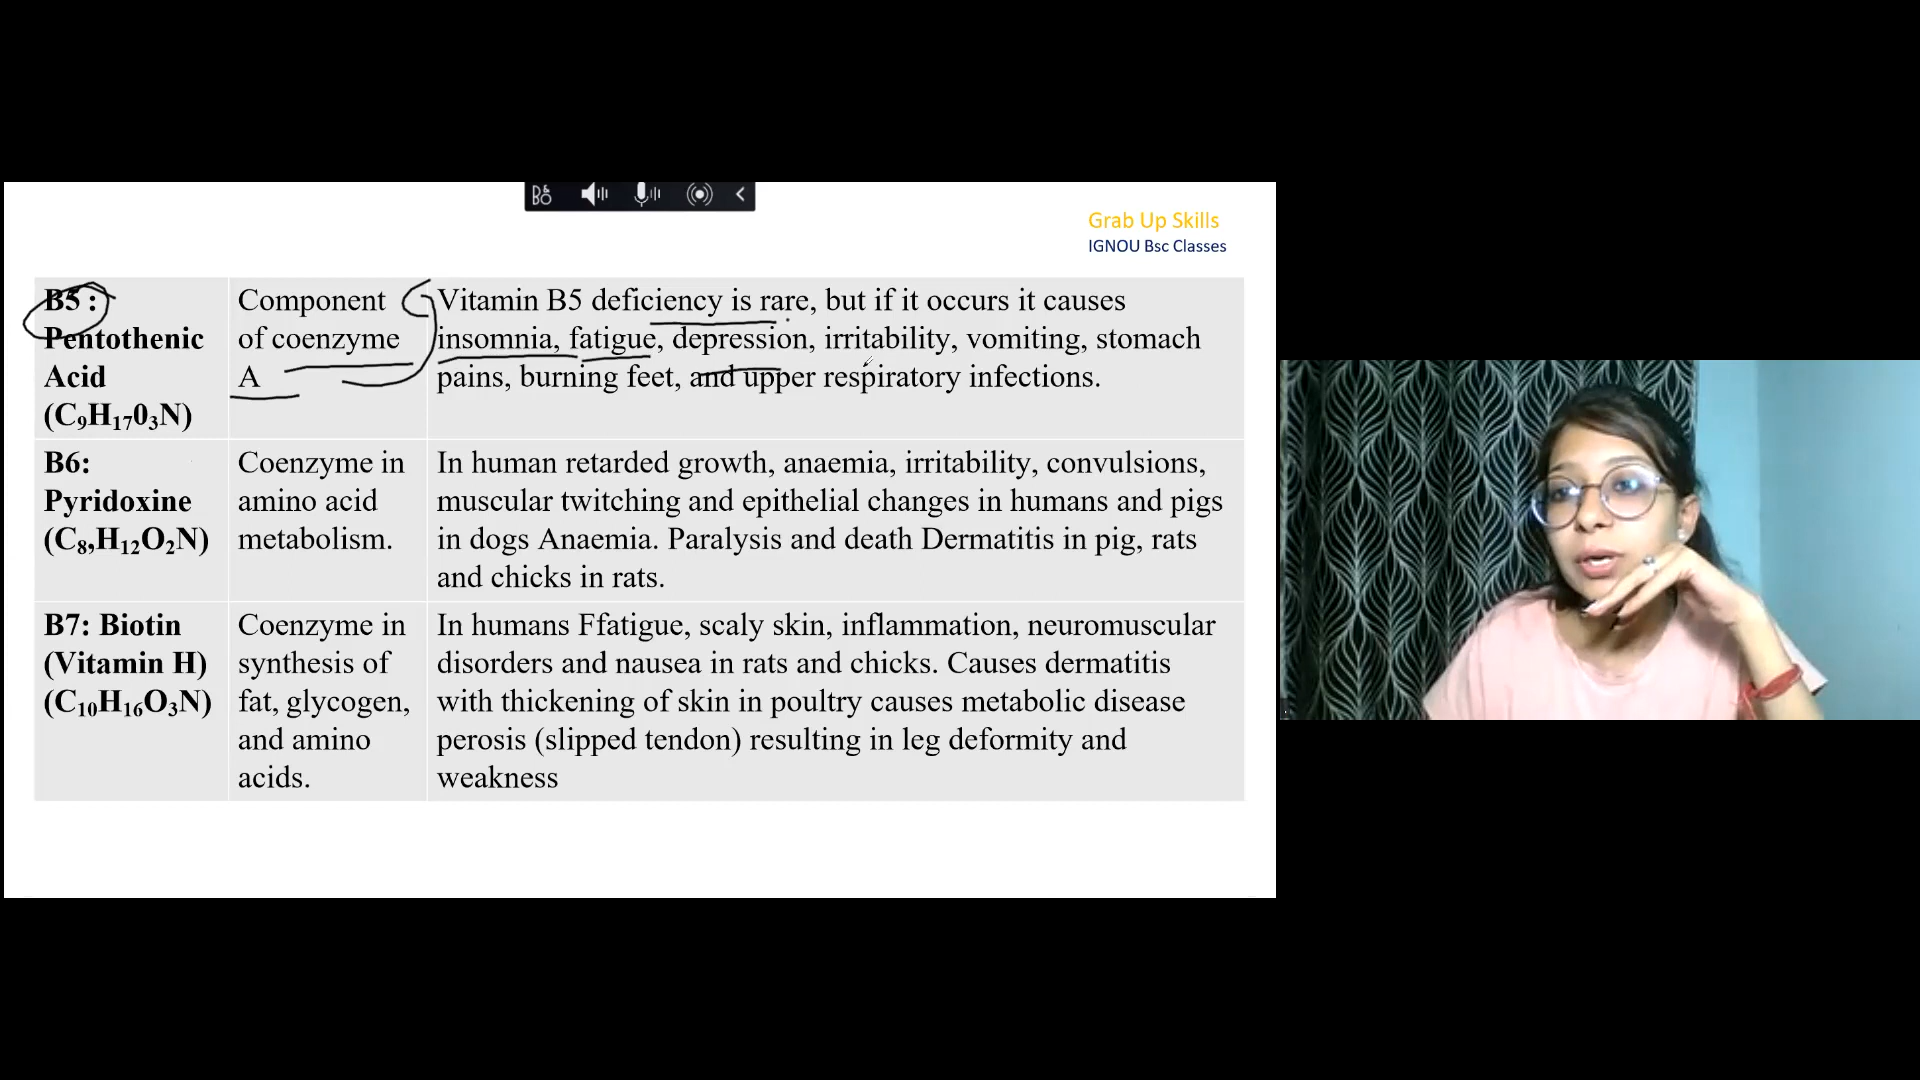 Grab Up Skills
IGNOU Bsc Classes
B5 :
Pentothenic
Acid
(C₉H₁₇0₃N)
Component
of coenzyme
A
Vitamin B5 deficiency is rare, but if it occurs it causes
insomnia, fatigue, depression, irritability, vomiting, stomach
pains, burning feet, and upper respiratory infections.
B6:
Pyridoxine
(C₈,H₁₂O₂N)
Coenzyme in
amino acid
metabolism.
In human retarded growth, anaemia, irritability, convulsions,
muscular twitching and epithelial changes in humans and pigs
in dogs Anaemia. Paralysis and death Dermatitis in pig, rats
and chicks in rats.
B7: Biotin
(Vitamin H)
(C₁₀H₁₆O₃N)
Coenzyme in
synthesis of
fat, glycogen,
and amino
acids.
In humans Ffatigue, scaly skin, inflammation, neuromuscular
disorders and nausea in rats and chicks. Causes dermatitis
with thickening of skin in poultry causes metabolic disease
perosis (slipped tendon) resulting in leg deformity and
weakness